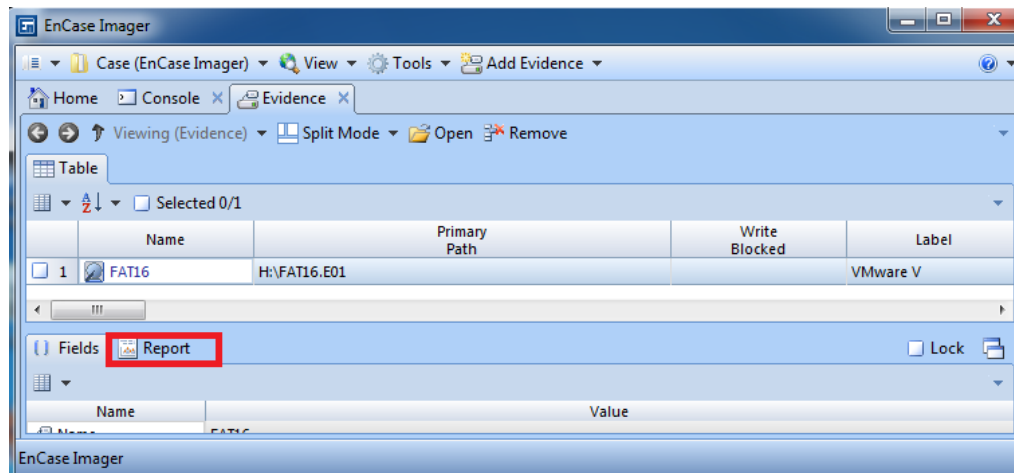 EnCase Imager
Case (EnCase Imager) View Tools Add Evidence
Home Console Evidence
Viewing (Evidence) Split Mode Open Remove
Table
Selected 0/1
Name Primary Path Write Blocked Label
1 FAT16 H:\FAT16.E01 VMware V
Fields Report Lock
Name Value
Name FAT16
EnCase Imager